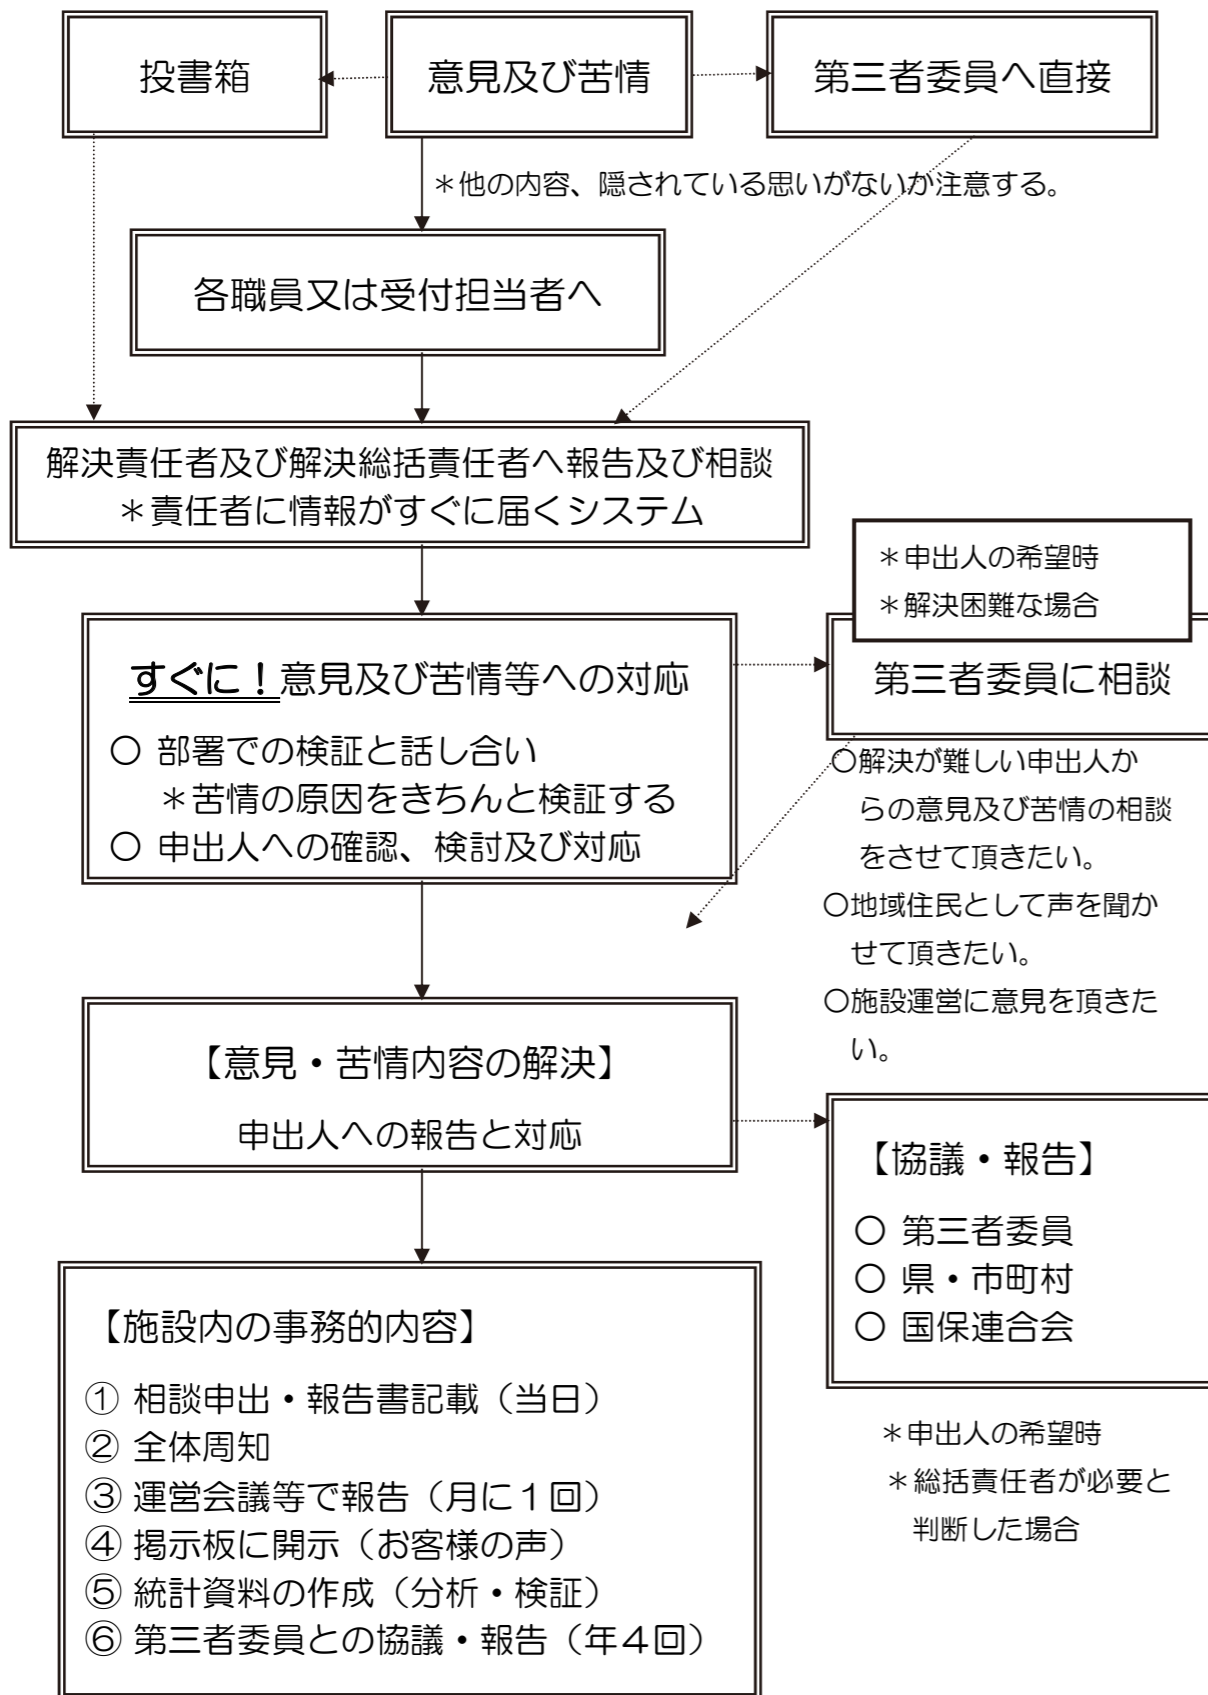 投書箱
意見及び苦情
第三者委員へ直接
＊他の内容、隠されている思いがないか注意する。
各職員又は受付担当者へ
解決責任者及び解決総括責任者へ報告及び相談
＊責任者に情報がすぐに届くシステム
＊申出人の希望時
＊解決困難な場合
第三者委員に相談
すぐに！意見及び苦情等への対応
〇 部署での検証と話し合い
＊苦情の原因をきちんと検証する
〇 申出人への確認、検討及び対応
〇解決が難しい申出人か
らの意見及び苦情の相談
をさせて頂きたい。
〇地域住民として声を聞か
せて頂きたい。
〇施設運営に意見を頂きた
い。
【意見・苦情内容の解決】
申出人への報告と対応
【協議・報告】
〇 第三者委員
〇 県・市町村
〇 国保連合会
＊申出人の希望時
＊総括責任者が必要と
判断した場合
【施設内の事務的内容】
① 相談申出・報告書記載（当日）
② 全体周知
③ 運営会議等で報告（月に１回）
④ 掲示板に開示（お客様の声）
⑤ 統計資料の作成（分析・検証）
⑥ 第三者委員との協議・報告（年４回）